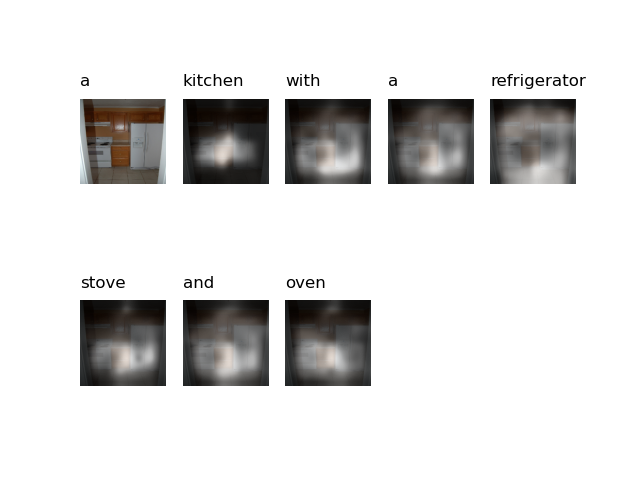 a kitchen with a refrigerator
stove and oven